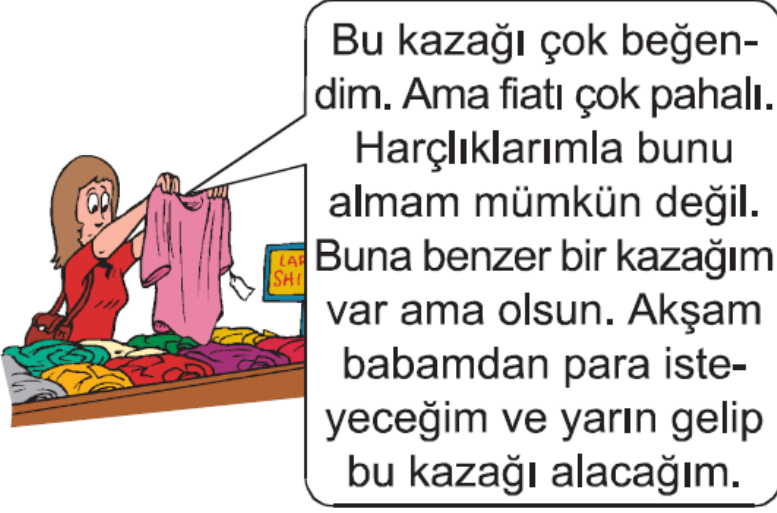 Bu kazağı çok beğen-
dim. Ama fiatı çok pahalı.
Harçlıklarımla bunu
almam mümkün değil.
Buna benzer bir kazağım
var ama olsun. Akşam
babamdan para iste-
yeceğim ve yarın gelip
bu kazağı alacağım.